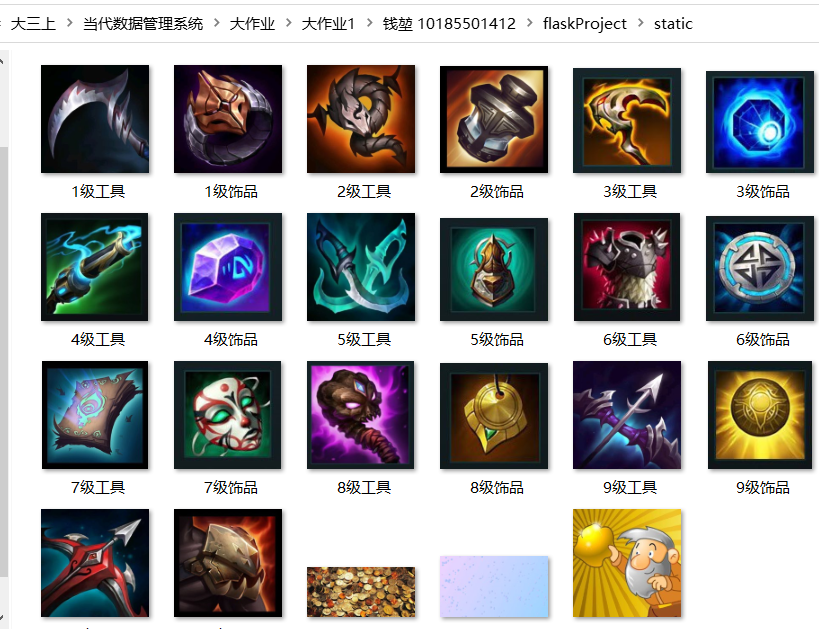 大三上 > 当代数据管理系统 > 大作业 > 大作业1 > 钱堃 10185501412 > flaskProject > static
1级工具 1级饰品 2级工具 2级饰品 3级工具 3级饰品
4级工具 4级饰品 5级工具 5级饰品 6级工具 6级饰品
7级工具 7级饰品 8级工具 8级饰品 9级工具 9级饰品